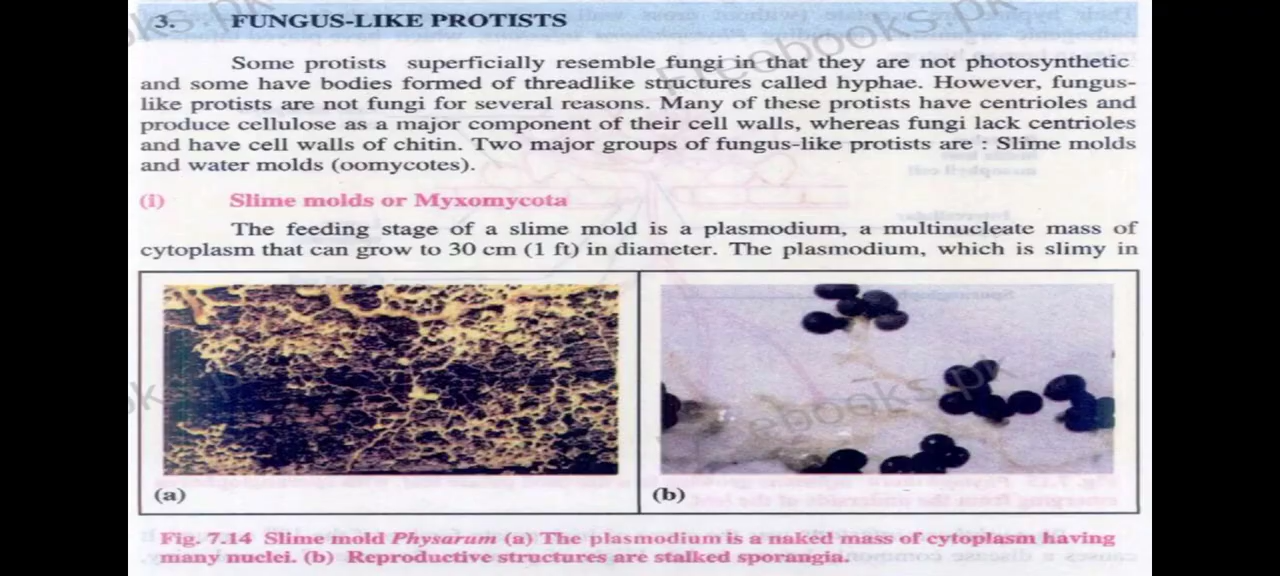 3. FUNGUS-LIKE PROTISTS
Some protists superficially resemble fungi in that they are not photosynthetic
and some have bodies formed of threadlike structures called hyphae. However, fungus-
like protists are not fungi for several reasons. Many of these protists have centrioles and
produce cellulose as a major component of their cell walls, whereas fungi lack centrioles
and have cell walls of chitin. Two major groups of fungus-like protists are : Slime molds
and water molds (oomycotes).
(i) Slime molds or Myxomycota
The feeding stage of a slime mold is a plasmodium, a multinucleate mass of
cytoplasm that can grow to 30 cm (1 ft) in diameter. The plasmodium, which is slimy in
(a) (b)
Fig. 7.14 Slime mold Physarum (a) The plasmodium is a naked mass of cytoplasm having
many nuclei. (b) Reproductive structures are stalked sporangia.
Freebooks.pk
Freebooks.pk